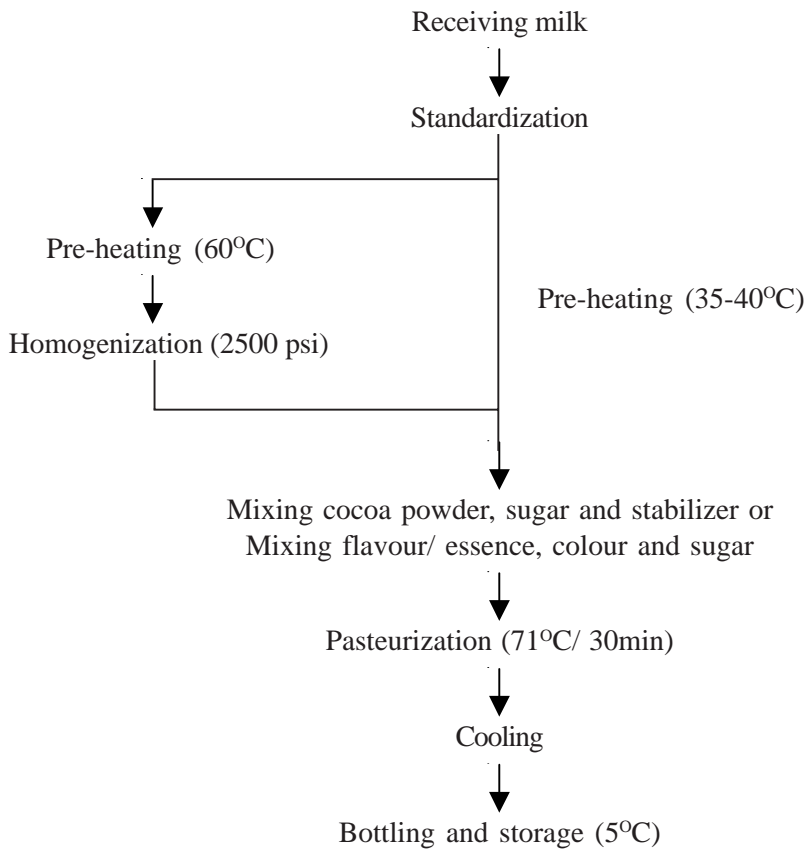 Receiving milk
Standardization
Pre-heating (60°C)
Pre-heating (35-40°C)
Homogenization (2500 psi)
Mixing cocoa powder, sugar and stabilizer or
Mixing flavour/ essence, colour and sugar
Pasteurization (71°C/ 30min)
Cooling
Bottling and storage (5°C)